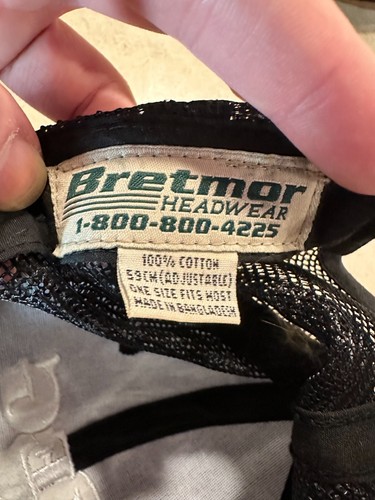 Bretmor
HEADWEAR
1-800-800-4225
100% COTTON
59CM (ADJUSTABLE)
ONE SIZE FITS MOST
MADE IN BANGLADESH